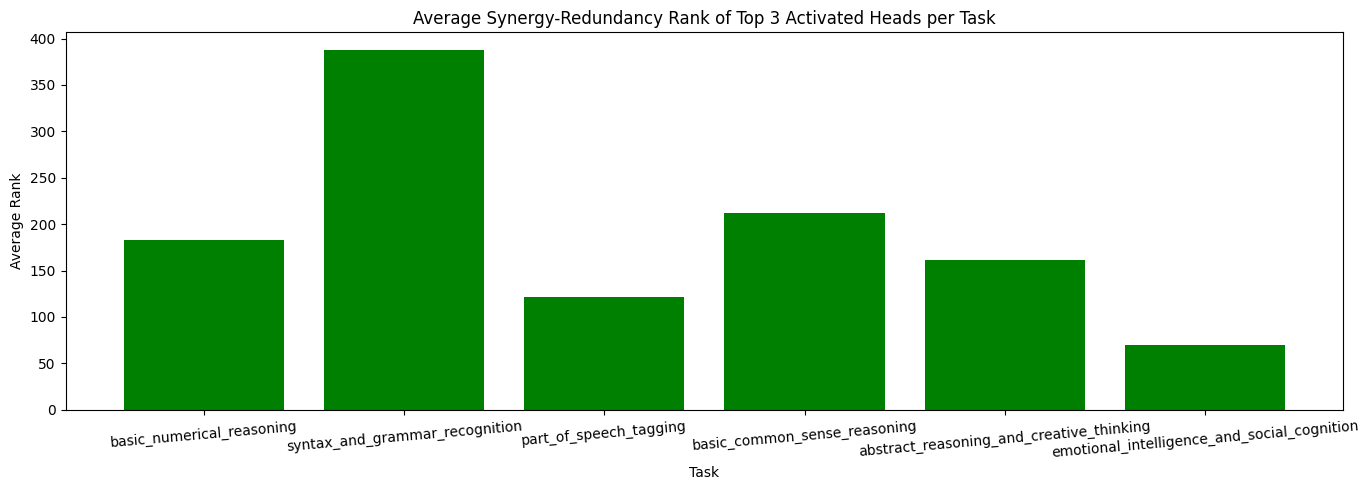 Average Synergy-Redundancy Rank of Top 3 Activated Heads per Task
Average Rank
400
350
300
250
200
150
100
50
0
basic_numerical_reasoning
syntax_and_grammar_recognition
part_of_speech_tagging
basic_common_sense_reasoning
abstract_reasoning_and_creative_thinking
emotional_intelligence_and_social_cognition
Task